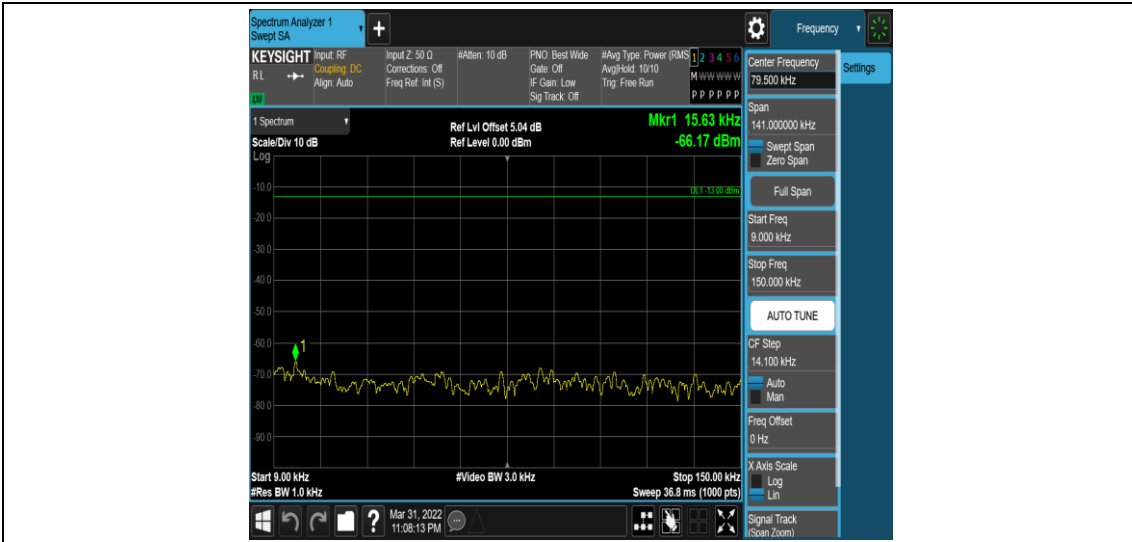 Spectrum Analyzer 1
Swept SA
+
Frequency
KEYSIGHT
RL
LNI
Input: RF
Coupling: DC
Align: Auto
Input Z: 50 Ω
Corrections: Off
Freq Ref: Int (S)
#Atten: 10 dB
PNO: Best Wide
Gate: Off
IF Gain: Low
Sig Track: Off
#Avg Type: Power (RMS
Avg|Hold: 10/10
Trig: Free Run
1 2 3 4 5 6
M W W W W W
P P P P P P
1 Spectrum
Scale/Div 10 dB
Log
Ref Lvl Offset 5.04 dB
Ref Level 0.00 dBm
Mkr1 15.63 kHz
-66.17 dBm
-10.0
DL1 -13.00 dBm
-20.0
-30.0
-40.0
-50.0
-60.0
1
-70.0
-80.0
-90.0
Start 9.00 kHz
#Res BW 1.0 kHz
#Video BW 3.0 kHz
Stop 150.00 kHz
Sweep 36.8 ms (1000 pts)
Center Frequency
79.500 kHz
Settings
Span
141.000000 kHz
Swept Span
Zero Span
Full Span
Start Freq
9.000 kHz
Stop Freq
150.000 kHz
AUTO TUNE
CF Step
14.100 kHz
Auto
Man
Freq Offset
0 Hz
X Axis Scale
Log
Lin
Signal Track
(Span Zoom)
?
Mar 31, 2022
11:08:13 PM